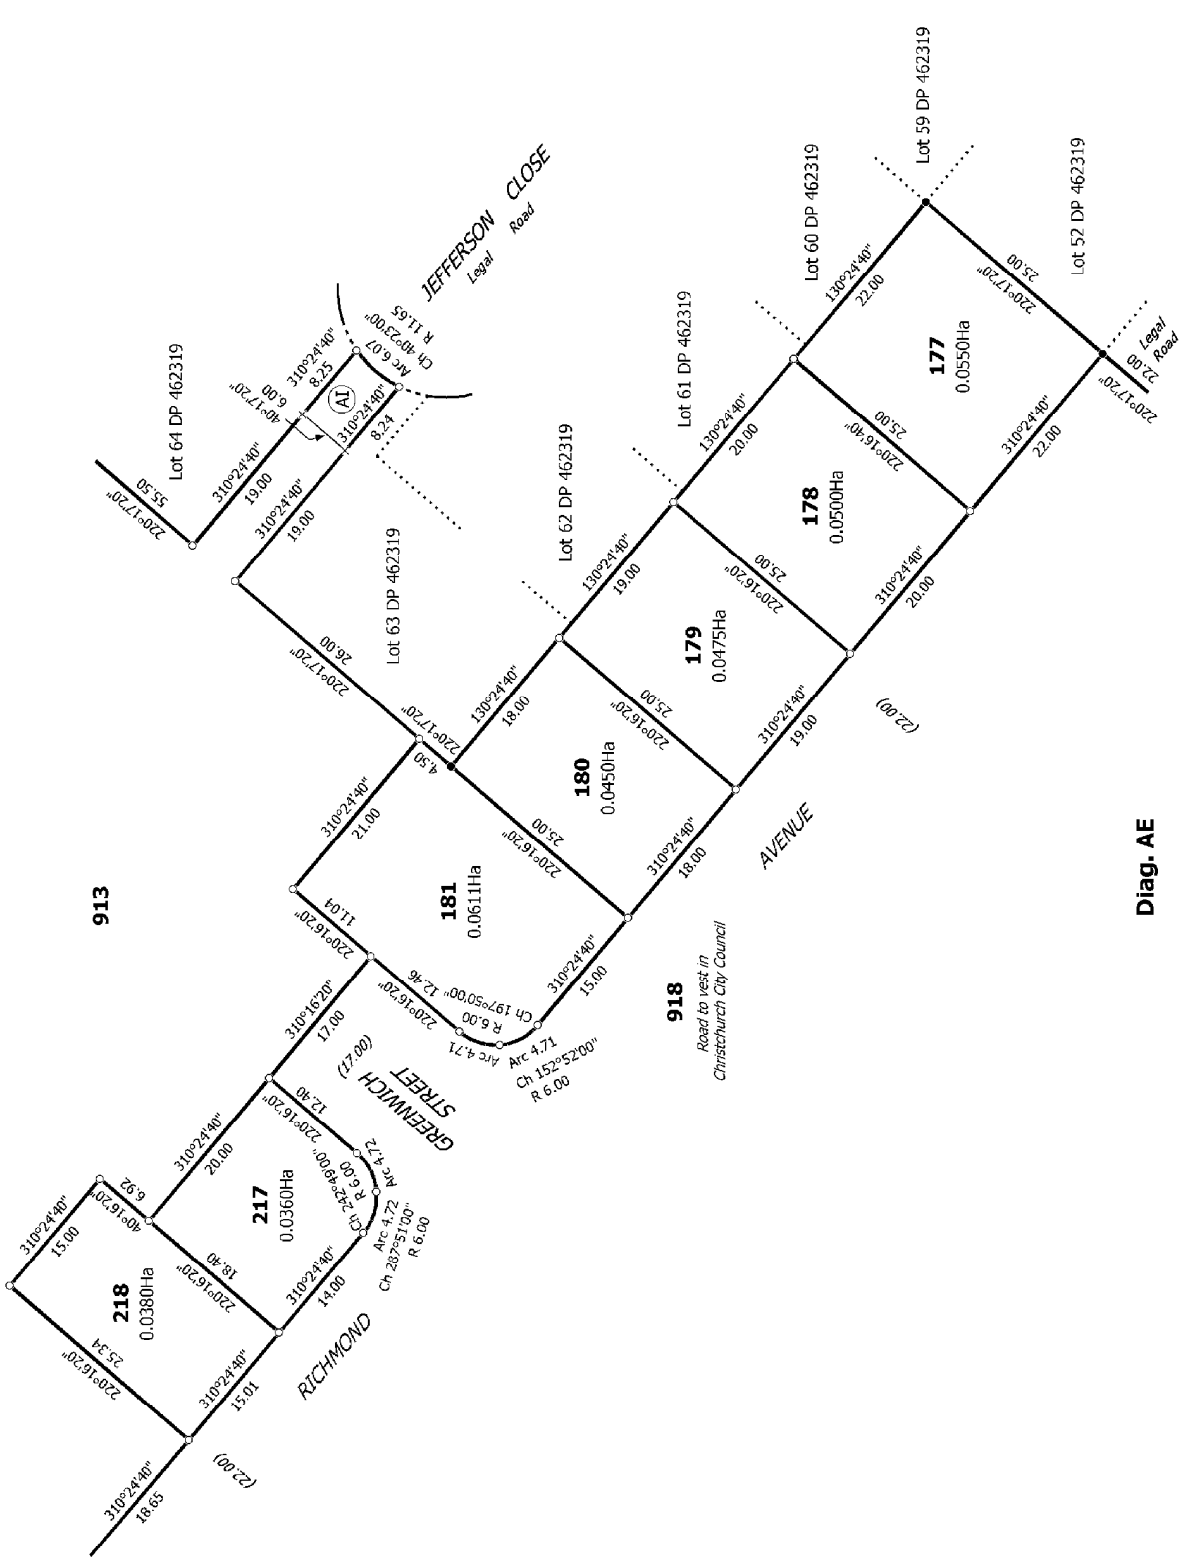 Lot 59 DP 462319
Lot 60 DP 462319
Lot 52 DP 462319
130°24'40"
22.00
25.00
220°17'20"
177
0.0550Ha
310°24'40"
22.00
Legal
Road
22.00
220°17'20"
Lot 61 DP 462319
130°24'40"
20.00
25.00
220°16'40"
178
0.0500Ha
310°24'40"
20.00
Lot 62 DP 462319
130°24'40"
19.00
25.00
220°16'20"
179
0.0475Ha
310°24'40"
19.00
(22.00)
JEFFERSON CLOSE
Legal Road
Lot 64 DP 462319
55.50
220°17'20"
310°24'40"
19.00
40°17'20"
6.00
310°24'40"
8.25
AI
Arc 6.07
Ch 40°23'00"
R 11.65
310°24'40"
8.24
310°24'40"
19.00
Lot 63 DP 462319
26.00
220°17'20"
220°17'20"
4.50
130°24'40"
18.00
25.00
220°16'20"
180
0.0450Ha
310°24'40"
18.00
AVENUE
310°24'40"
21.00
25.00
220°16'20"
181
0.0611Ha
11.04
220°16'20"
12.46
220°16'20"
Ch 197°50'00"
R 6.00
Arc 4.71
Arc 4.71
Ch 152°52'00"
R 6.00
310°24'40"
15.00
918
Road to vest in
Christchurch City Council
913
310°16'20"
17.00
(17.00)
GREENWICH
STREET
310°24'40"
20.00
12.40
220°16'20"
217
0.0360Ha
Ch 242°49'00"
R 6.00
Arc 4.72
Arc 4.72
Ch 287°51'00"
R 6.00
310°24'40"
14.00
RICHMOND
6.92
40°16'20"
310°24'40"
15.00
18.40
220°16'20"
218
0.0380Ha
25.34
220°16'20"
310°24'40"
15.01
(22.00)
310°24'40"
18.65
Diag. AE